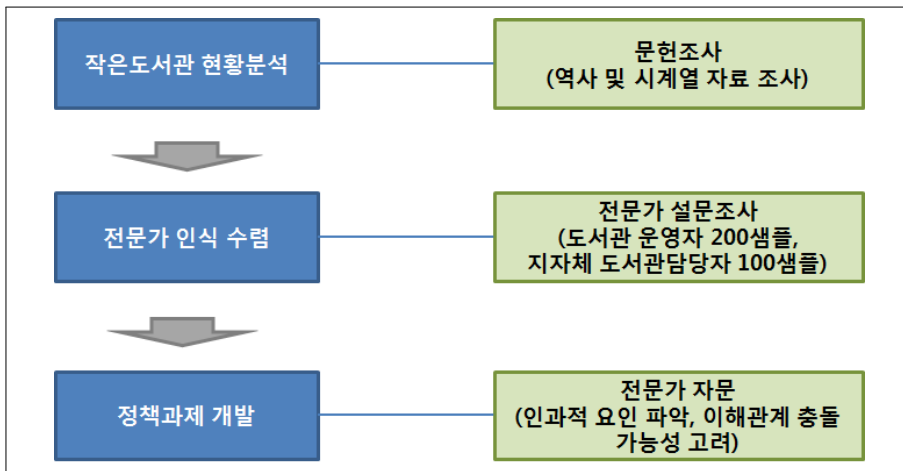 작은도서관 현황분석
문헌조사
(역사 및 시계열 자료 조사)
전문가 인식 수렴
전문가 설문조사
(도서관 운영자 200샘플,
지자체 도서관담당자 100샘플)
정책과제 개발
전문가 자문
(인과적 요인 파악, 이해관계 충돌
가능성 고려)